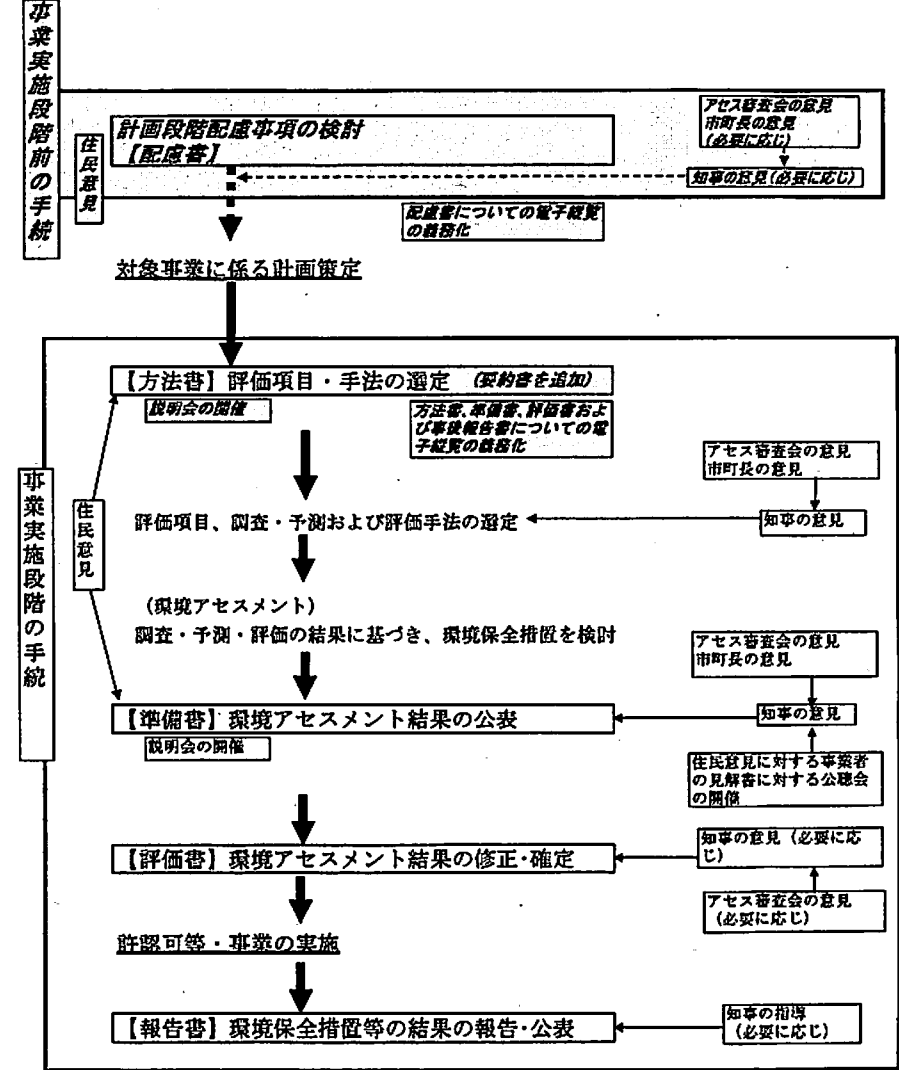 事業実施段階前の手続
住民意見
計画段階配慮事項の検討
【配慮書】
アセス審査会の意見
市町長の意見
(必要に応じ)
知事の意見(必要に応じ)
配慮書についての電子縦覧
の義務化
対象事業に係る計画策定
事業実施段階の手続
住民意見
【方法書】評価項目・手法の選定 (要約書を追加)
説明会の開催
方法書、準備書、評価書およ
び事後報告書についての電
子縦覧の義務化
アセス審査会の意見
市町長の意見
知事の意見
評価項目、調査・予測および評価手法の選定
(環境アセスメント)
調査・予測・評価の結果に基づき、環境保全措置を検討
アセス審査会の意見
市町長の意見
知事の意見
【準備書】環境アセスメント結果の公表
説明会の開催
住民意見に対する事業者
の見解書に対する公聴会
の開催
【評価書】環境アセスメント結果の修正・確定
知事の意見(必要に応
じ)
アセス審査会の意見
(必要に応じ)
許認可等・事業の実施
【報告書】環境保全措置等の結果の報告・公表
知事の指導
(必要に応じ)